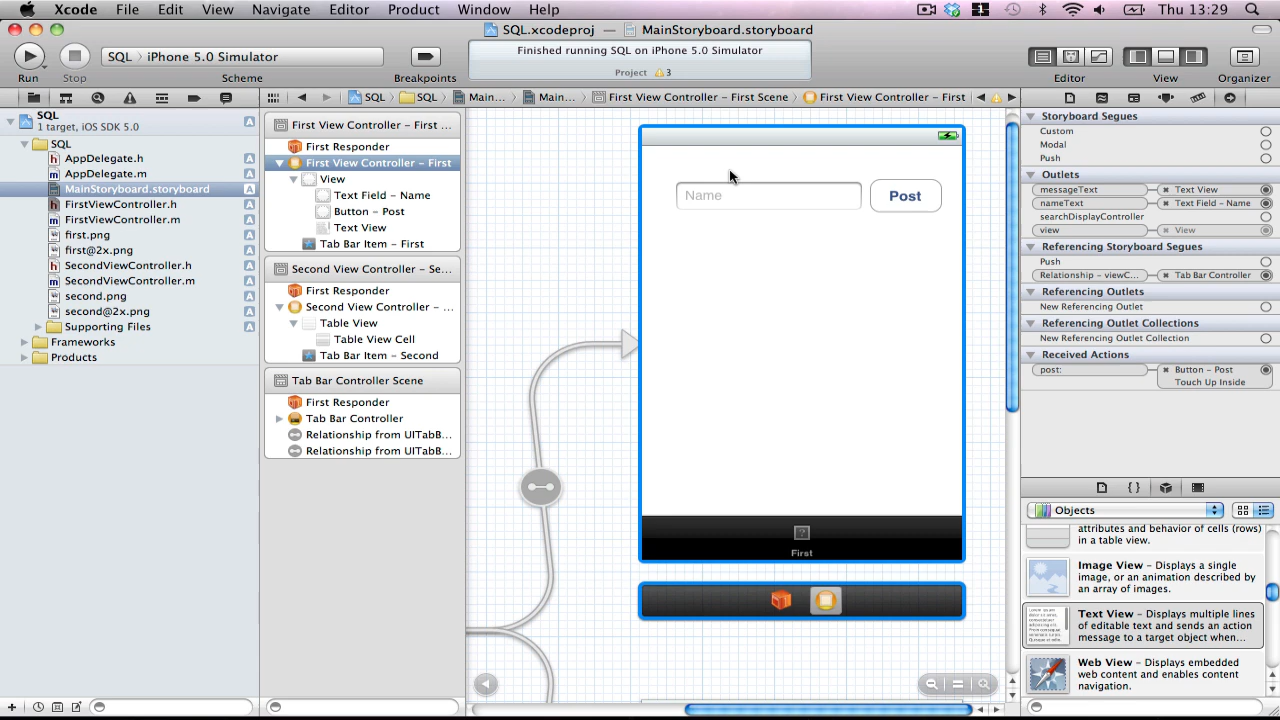 Xcode File Edit View Navigate Editor Product Window Help
1 Thu 13:29
SQL.xcodeproj — MainStoryboard.storyboard
SQL iPhone 5.0 Simulator
Finished running SQL on iPhone 5.0 Simulator
Project 3
Run Stop Scheme Breakpoints Editor View Organizer
SQL SQL Main... Main... First View Controller – First Scene First View Controller – First
SQL
1 target, iOS SDK 5.0
SQL
AppDelegate.h A
AppDelegate.m A
MainStoryboard.storyboard A
FirstViewController.h A
FirstViewController.m A
first.png A
first@2x.png A
SecondViewController.h A
SecondViewController.m A
second.png A
second@2x.png A
Supporting Files A
Frameworks
Products
First View Controller – First ...
First Responder
First View Controller – First
View
Text Field – Name
Button – Post
Text View
Tab Bar Item – First
Second View Controller – Se...
First Responder
Second View Controller – ...
Table View
Table View Cell
Tab Bar Item – Second
Tab Bar Controller Scene
First Responder
Tab Bar Controller
Relationship from UITabB...
Relationship from UITabB...
Name
Post
First
Storyboard Segues
Custom
Modal
Push
Outlets
messageText Text View
nameText Text Field – Name
searchDisplayController
view View
Referencing Storyboard Segues
Push
Relationship – viewC... Tab Bar Controller
Referencing Outlets
New Referencing Outlet
Referencing Outlet Collections
New Referencing Outlet Collection
Received Actions
post: Button – Post
Touch Up Inside
Objects
attributes and behavior of cells (rows)
in a table view.
Image View – Displays a single
image, or an animation described by
an array of images.
Text View – Displays multiple lines
of editable text and sends an action
message to a target object when...
Web View – Displays embedded
web content and enables content
navigation.